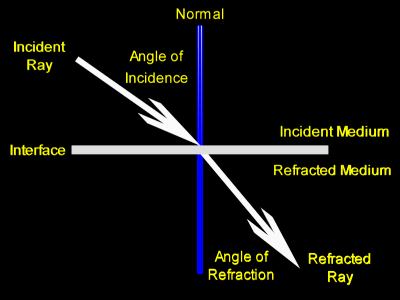 Normal
Incident
Ray
Angle of
Incidence
Incident Medium
Interface
Refracted Medium
Angle of
Refraction
Refracted
Ray